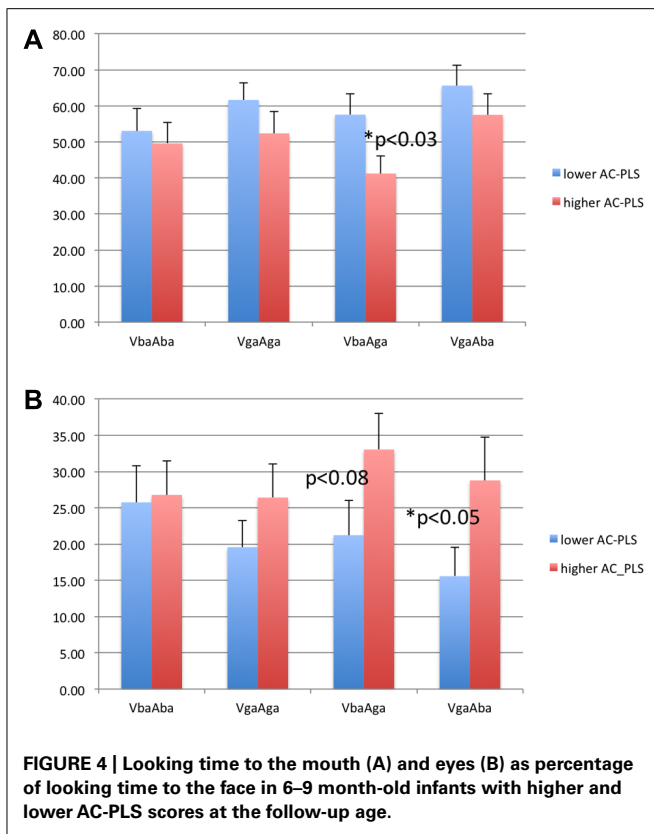 A
80.00
70.00
60.00
50.00
40.00
30.00
20.00
10.00
0.00
*p<0.03
VbaAba VgaAga VbaAga VgaAba
lower AC-PLS
higher AC-PLS
B
40.00
35.00
30.00
25.00
20.00
15.00
10.00
5.00
0.00
p<0.08
*p<0.05
VbaAba VgaAga VbaAga VgaAba
lower AC-PLS
higher AC_PLS
FIGURE 4 | Looking time to the mouth (A) and eyes (B) as percentage
of looking time to the face in 6–9 month-old infants with higher and
lower AC-PLS scores at the follow-up age.